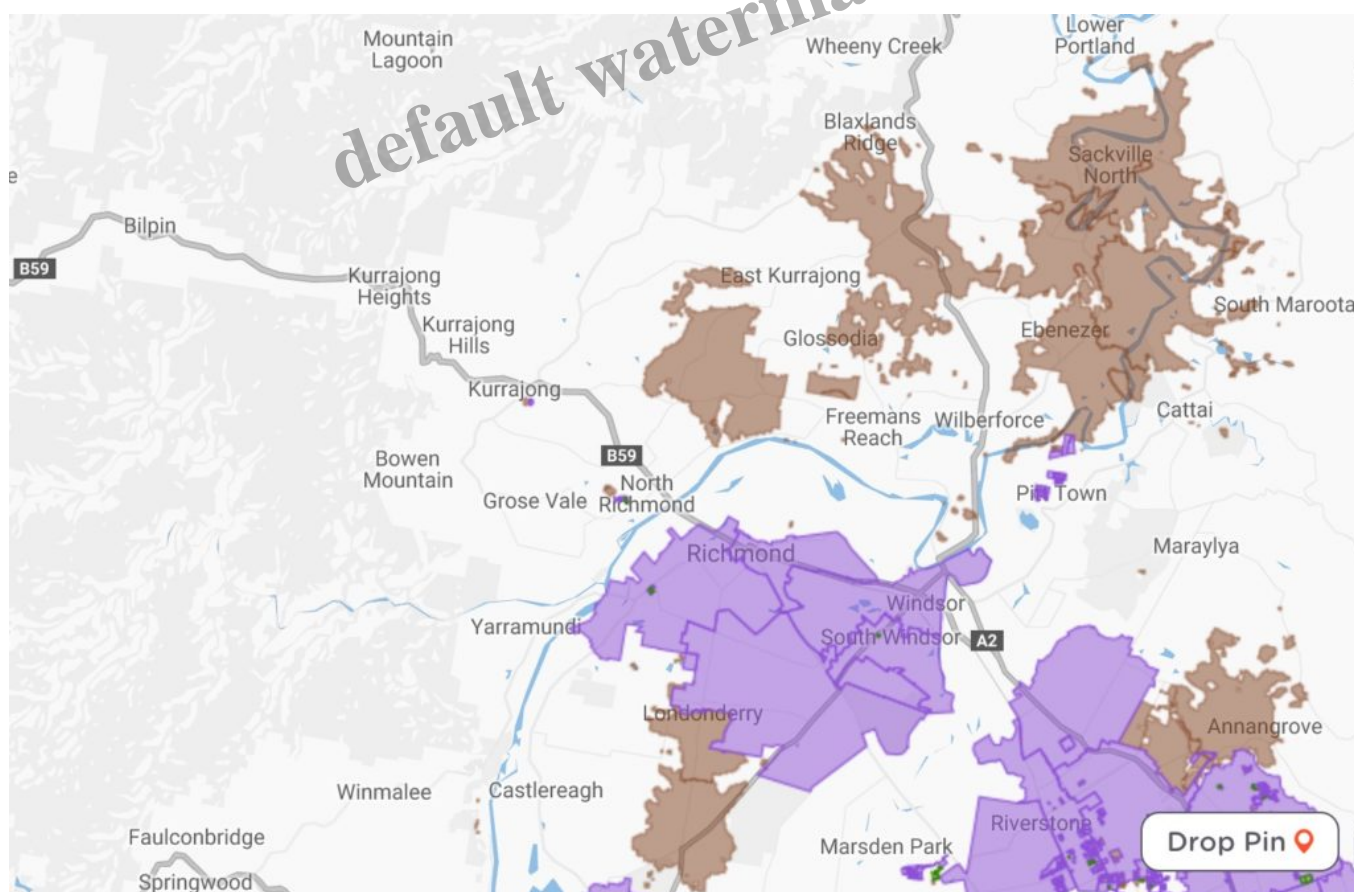 default waterma
Mountain
Lagoon
Wheeny Creek
Lower
Portland
Blaxlands
Ridge
Sackville
North
e
Bilpin
B59
Kurrajong
Heights
East Kurrajong
South Maroota
Kurrajong
Hills
Glossodia
Ebenezer
Kurrajong
Freemans
Reach
Wilberforce
Cattai
B59
Bowen
Mountain
Grose Vale
North
Richmond
Pitt Town
Richmond
Maraylya
Windsor
Yarramundi
South Windsor
A2
Londonderry
Annangrove
Winmalee
Castlereagh
Riverstone
Faulconbridge
Marsden Park
Drop Pin
Springwood